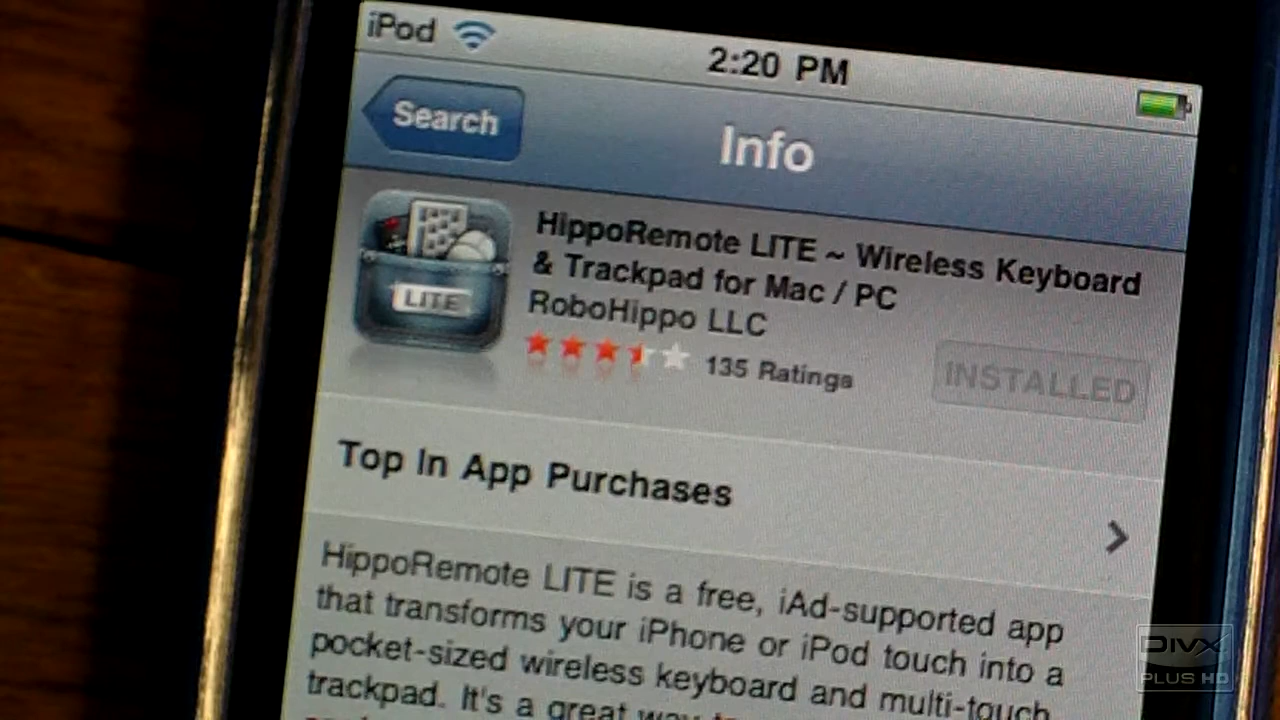 iPod
2:20 PM
Search
Info
HippoRemote LITE ~ Wireless Keyboard
& Trackpad for Mac / PC
RoboHippo LLC
LITE
135 Ratings
INSTALLED
Top In App Purchases
HippoRemote LITE is a free, iAd-supported app
that transforms your iPhone or iPod touch into a
pocket-sized wireless keyboard and multi-touch
trackpad. It's a great way
DIVX
PLUS HD